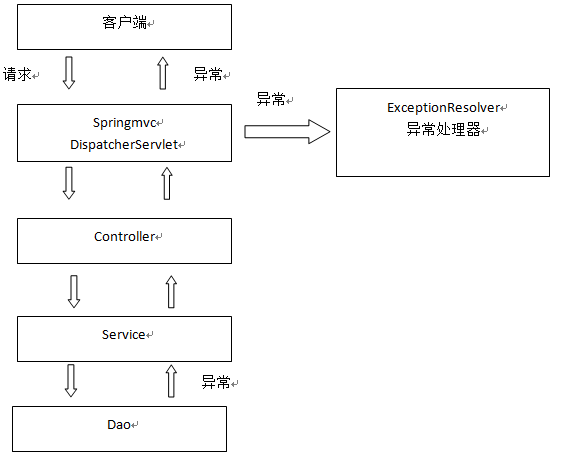 客户端
请求
异常
Springmvc
DispatcherServlet
异常
ExceptionResolver
异常处理器
Controller
Service
异常
Dao